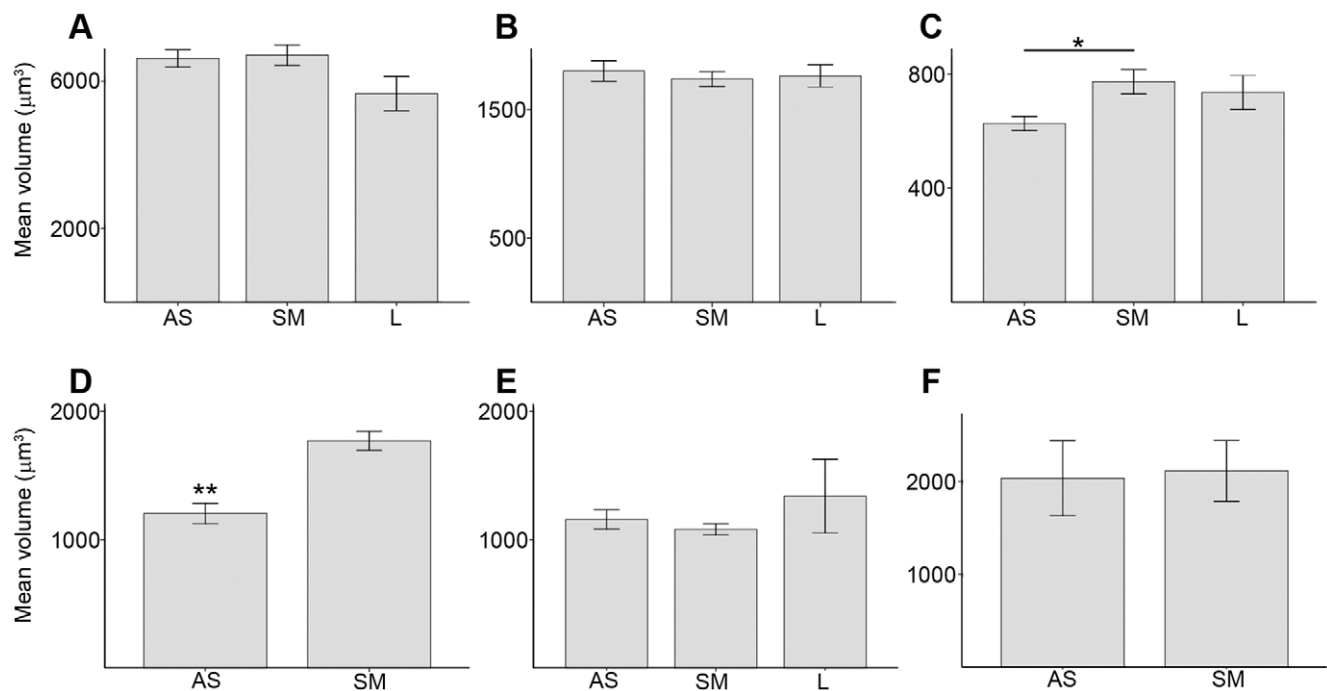 A
Mean volume (μm³)
6000
2000
AS SM L
B
1500
500
AS SM L
C
*
800
400
AS SM L
D
Mean volume (μm³)
2000
1000
**
AS SM
E
2000
1000
AS SM L
F
2000
1000
AS SM